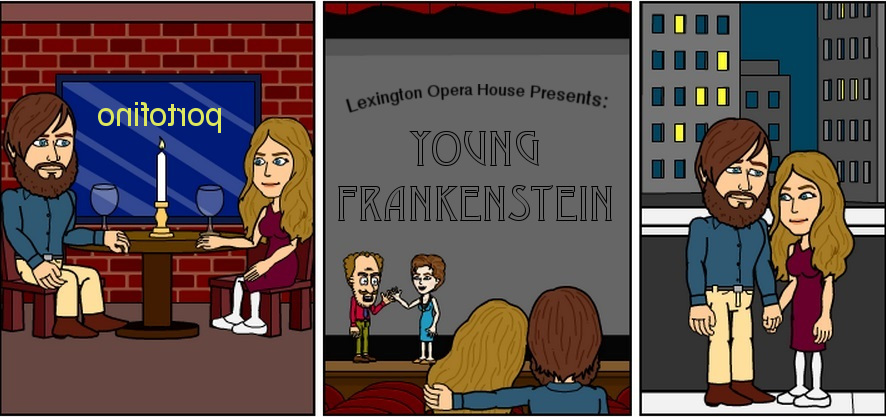 portofino
Lexington Opera House Presents:
YOUNG
FRANKENSTEIN